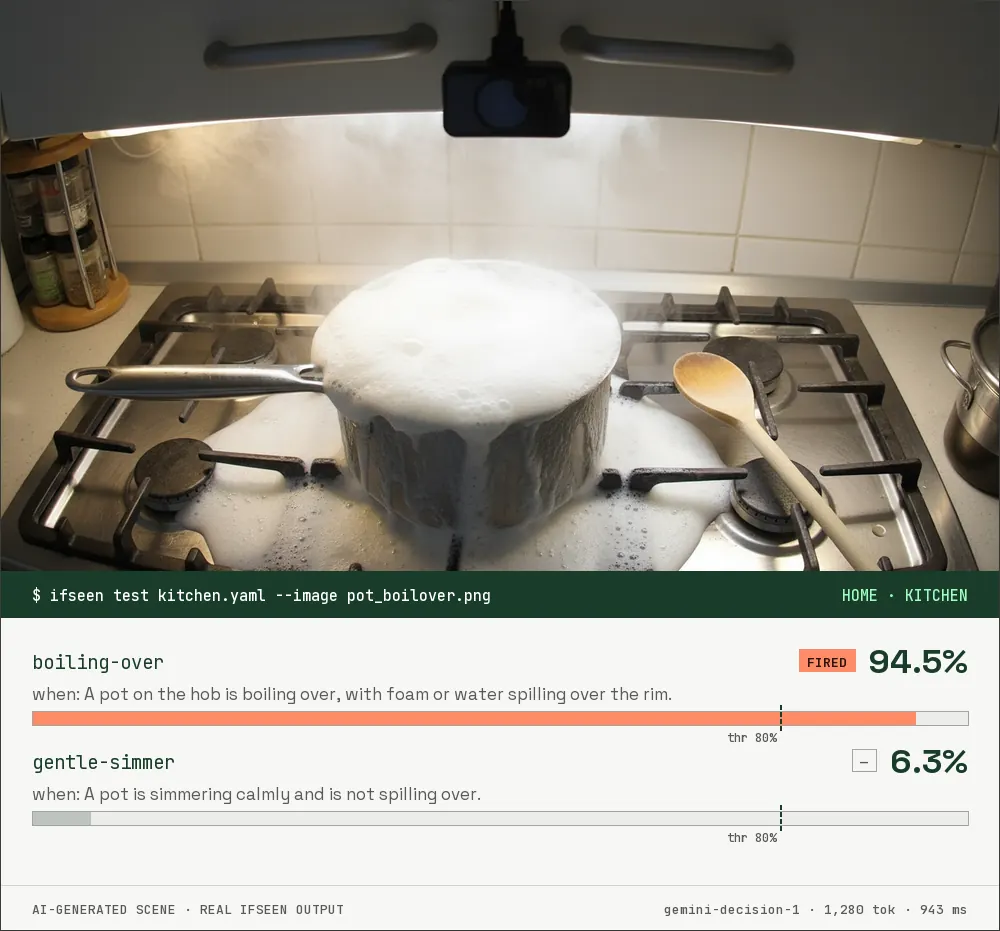 $ ifseen test kitchen.yaml --image pot_boilover.png
HOME · KITCHEN
boiling-over
FIRED 94.5%
when: A pot on the hob is boiling over, with foam or water spilling over the rim.
thr 80%
gentle-simmer
– 6.3%
when: A pot is simmering calmly and is not spilling over.
thr 80%
AI-GENERATED SCENE · REAL IFSEEN OUTPUT
gemini-decision-1 · 1,280 tok · 943 ms